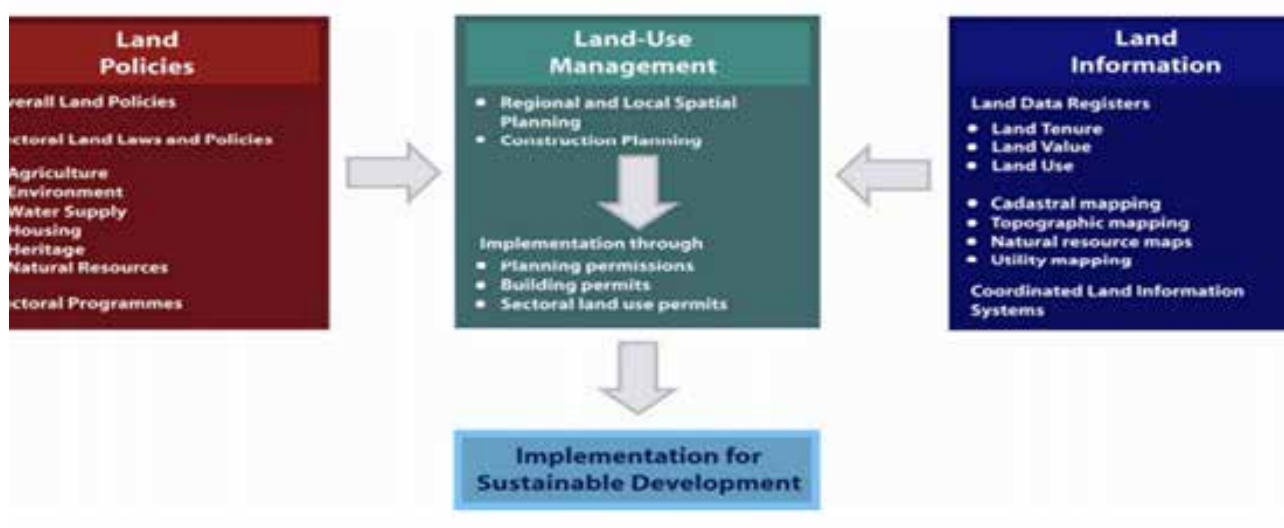 Land
Policies
verall Land Policies
ctoral Land Laws and Policies
Agriculture
Environment
Water Supply
Housing
Heritage
Natural Resources
ctoral Programmes
Land-Use
Management
• Regional and Local Spatial
Planning
• Construction Planning
Implementation through
• Planning permissions
• Building permits
• Sectoral land use permits
Land
Information
Land Data Registers
• Land Tenure
• Land Value
• Land Use
• Cadastral mapping
• Topographic mapping
• Natural resource maps
• Utility mapping
Coordinated Land Information
Systems
Implementation for
Sustainable Development